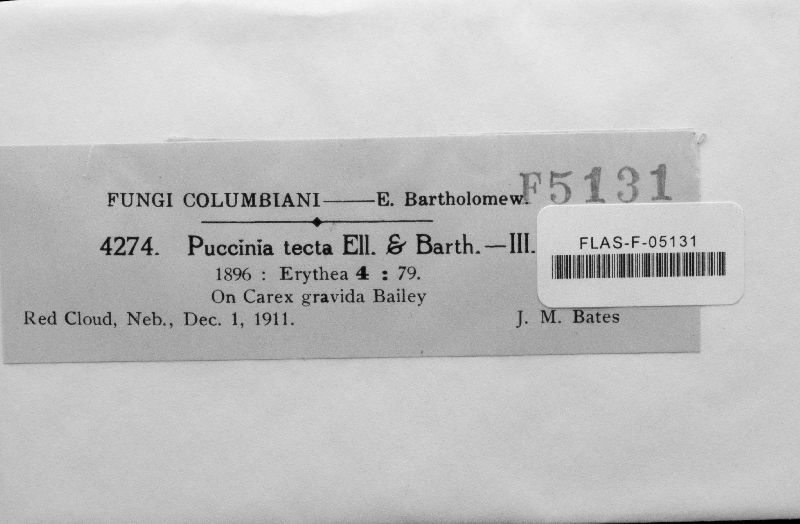 F5131
FUNGI COLUMBIANI——E. Bartholomew.
4274. Puccinia tecta Ell. & Barth.—III.
FLAS-F-05131
1896 : Erythea 4 : 79.
On Carex gravida Bailey
Red Cloud, Neb., Dec. 1, 1911. J. M. Bates